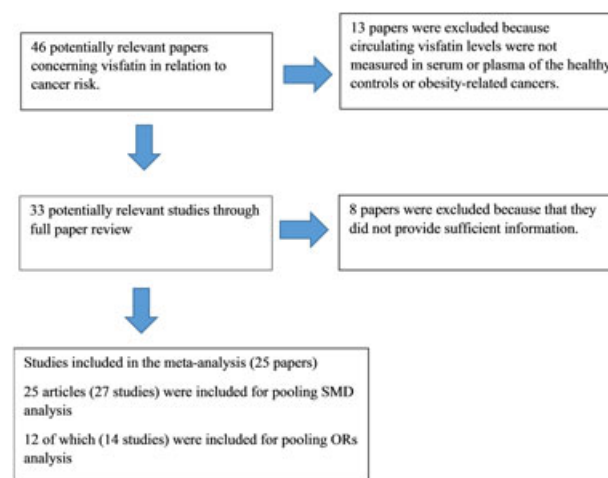 46 potentially relevant papers
concerning visfatin in relation to
cancer risk.
13 papers were excluded because
circulating visfatin levels were not
measured in serum or plasma of the healthy
controls or obesity-related cancers.
33 potentially relevant studies through
full paper review
8 papers were excluded because that they
did not provide sufficient information.
Studies included in the meta-analysis (25 papers)
25 articles (27 studies) were included for pooling SMD
analysis
12 of which (14 studies) were included for pooling ORs
analysis